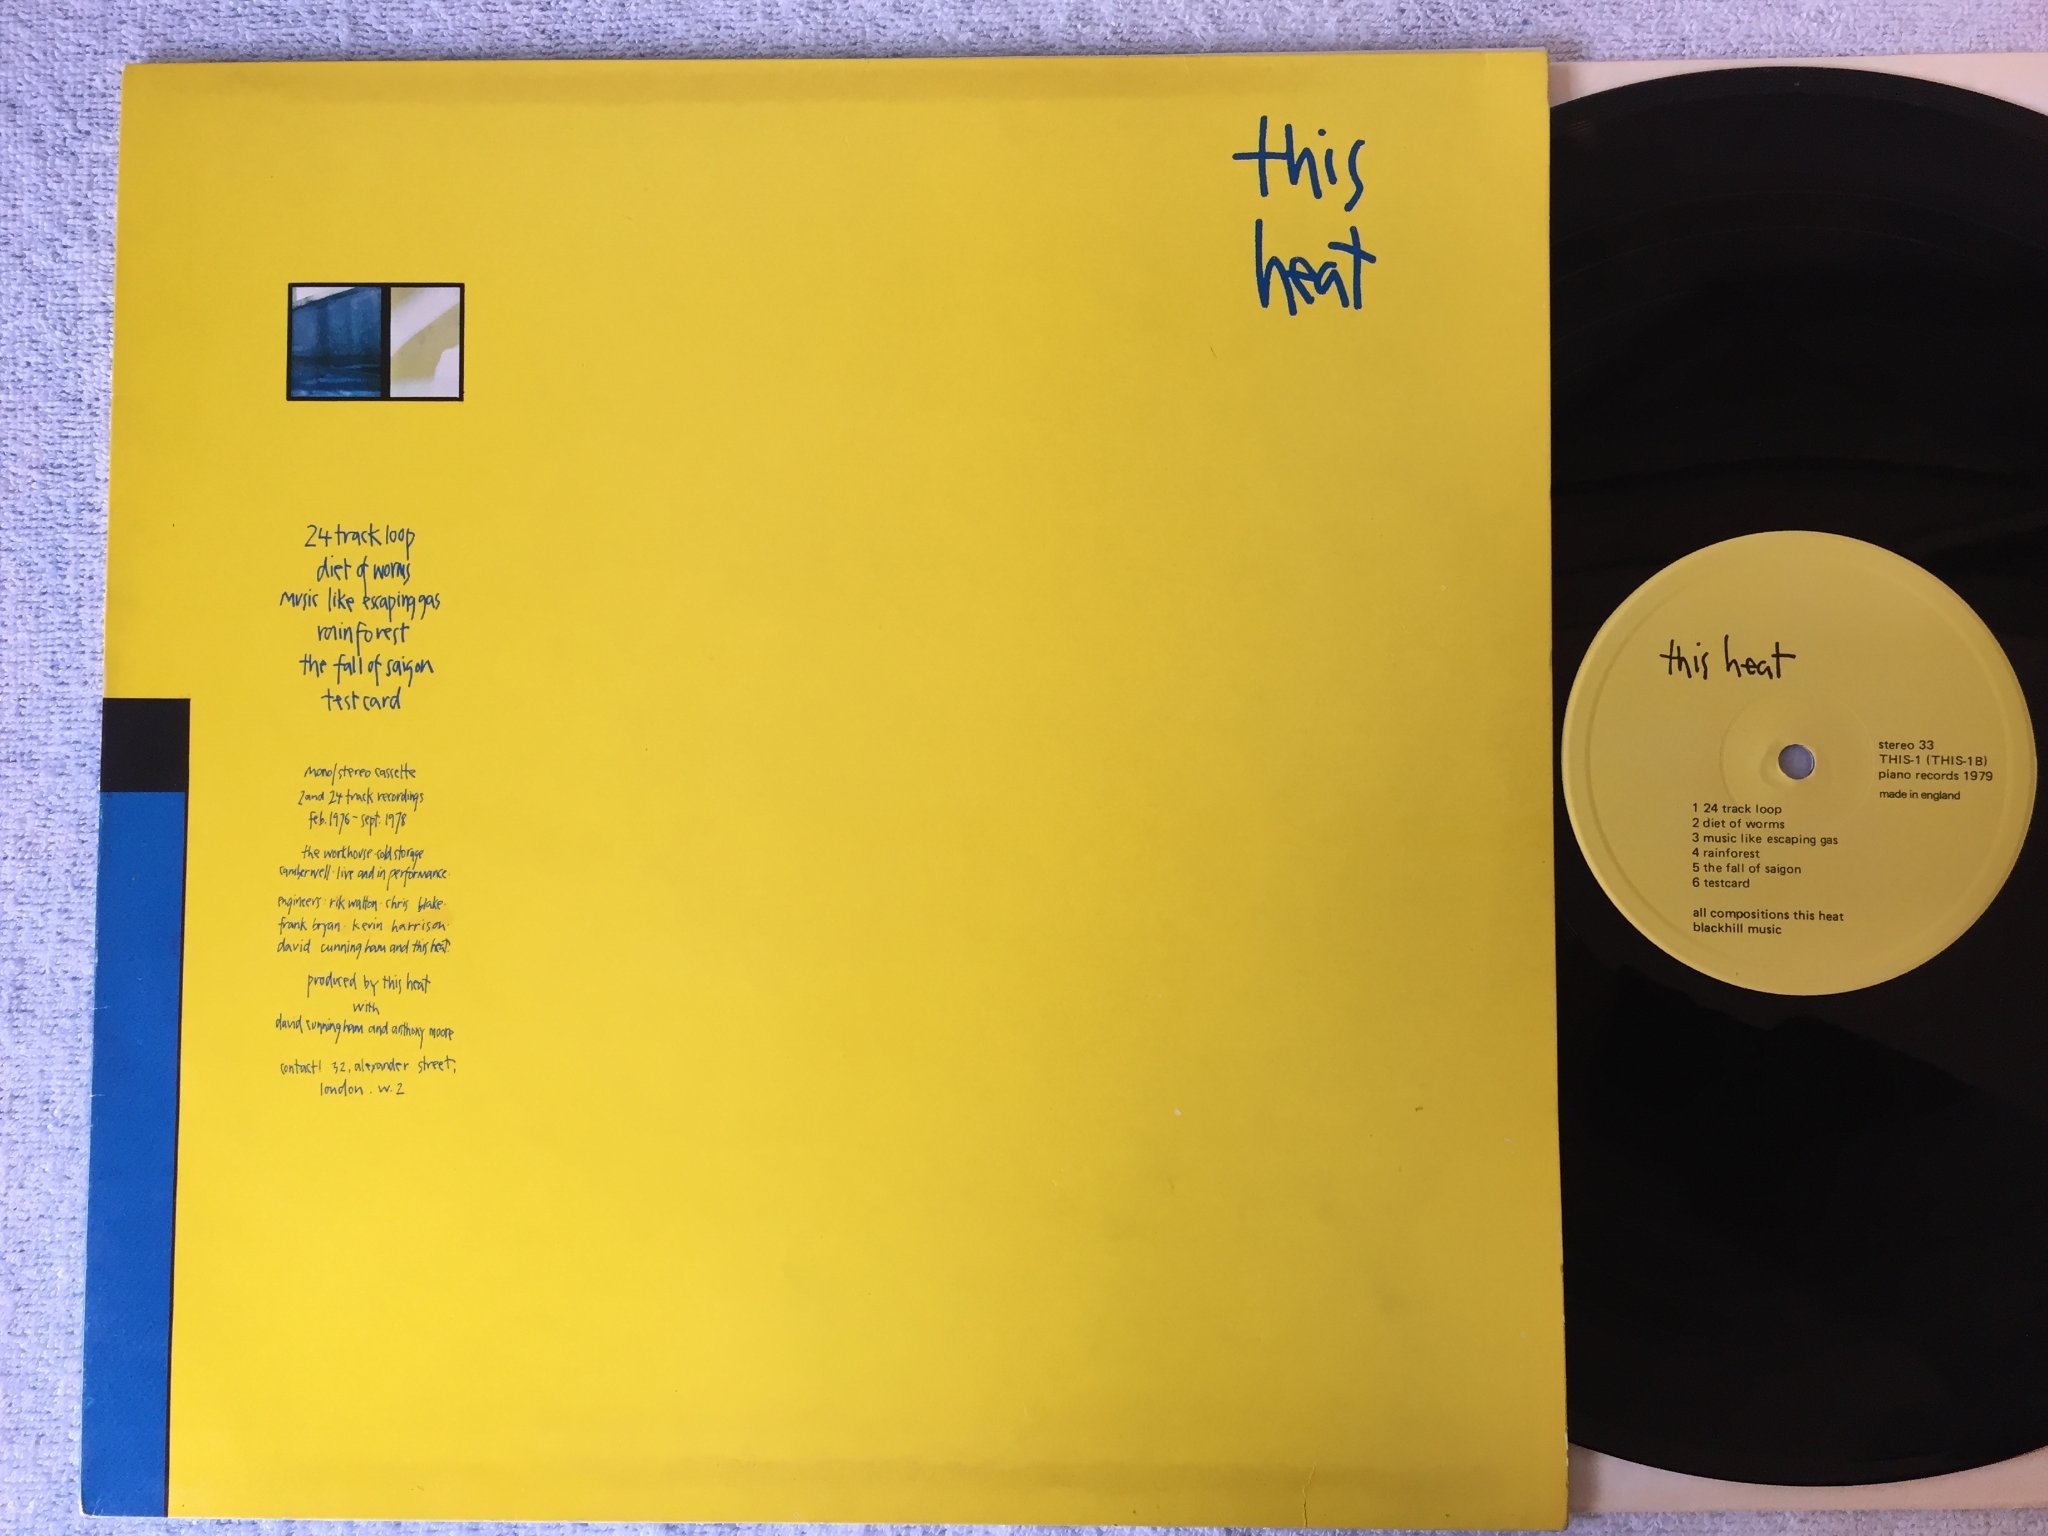 this
heat
24 track loop
diet of worms
music like escaping gas
rainforest
the fall of saigon
testcard
mono/stereo cassette
2 and 24 track recordings
feb. 1976 - sept. 1978
the workhouse · cold storage
camberwell · live and in performance ·
engineers · rik walton · chris blake ·
frank bryan · kevin harrison ·
david cunningham and this heat
produced by this heat
with
david cunningham and anthony moore
contact 32, alexander street,
london . w.2
this heat
stereo 33
THIS-1 (THIS-1B)
piano records 1979
made in england
1 24 track loop
2 diet of worms
3 music like escaping gas
4 rainforest
5 the fall of saigon
6 testcard
all compositions this heat
blackhill music